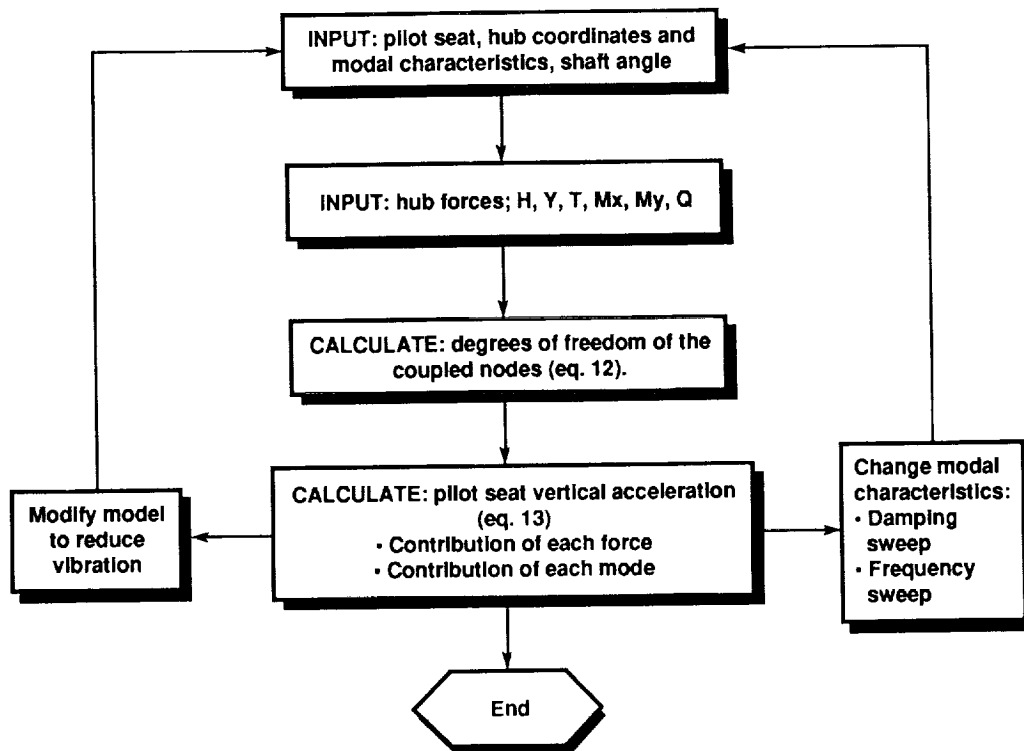 INPUT: pilot seat, hub coordinates and
modal characteristics, shaft angle
INPUT: hub forces; H, Y, T, Mx, My, Q
CALCULATE: degrees of freedom of the
coupled nodes (eq. 12).
CALCULATE: pilot seat vertical acceleration
(eq. 13)
• Contribution of each force
• Contribution of each mode
Modify model
to reduce
vibration
Change modal
characteristics:
• Damping
sweep
• Frequency
sweep
End